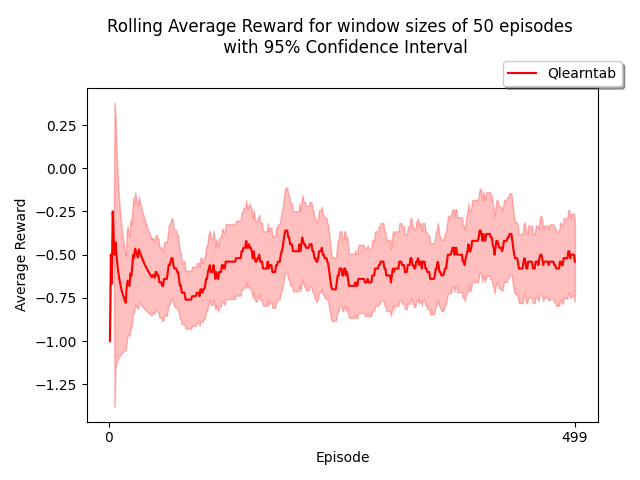 Rolling Average Reward for window sizes of 50 episodes
with 95% Confidence Interval
Qlearntab
Average Reward
0.25
0.00
−0.25
−0.50
−0.75
−1.00
−1.25
0
499
Episode